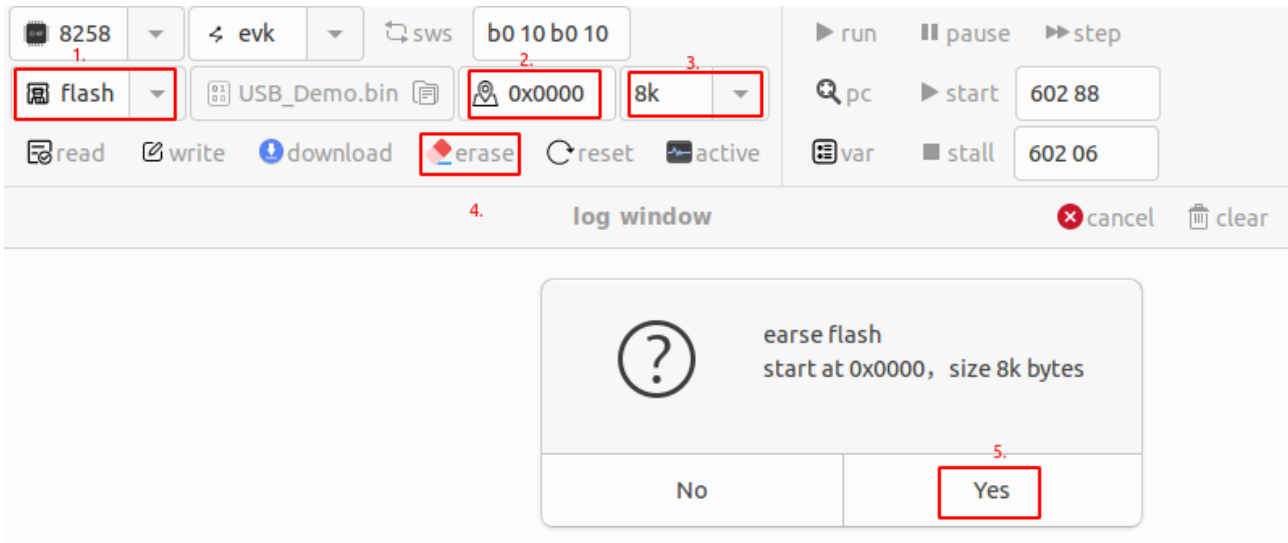 8258 evk sws b0 10 b0 10 run pause step
1. 2. 3.
flash USB_Demo.bin 0x0000 8k pc start 602 88
read write download erase reset active var stall 602 06
4. log window cancel clear
earse flash
start at 0x0000，size 8k bytes
5.
No Yes